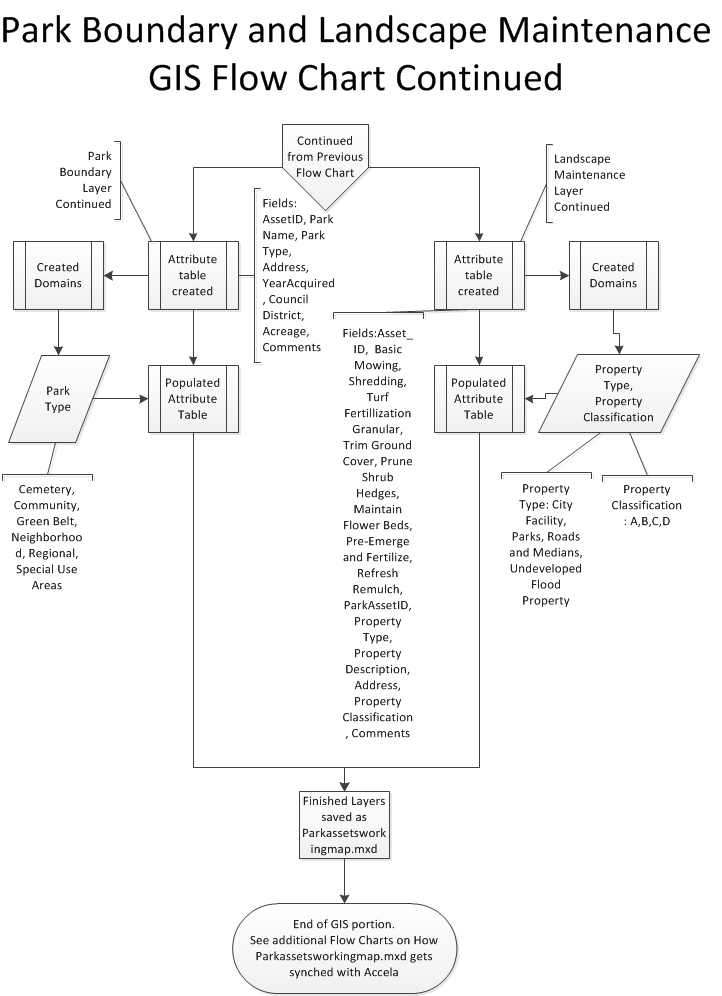 Park Boundary and Landscape Maintenance
GIS Flow Chart Continued
Continued
from Previous
Flow Chart
Park
Boundary
Layer
Continued
Landscape
Maintenance
Layer
Continued
Fields:
AssetID, Park
Name, Park
Type,
Address,
YearAcquired
, Council
District,
Acreage,
Comments
Created
Domains
Attribute
table
created
Attribute
table
created
Created
Domains
Fields:Asset_
ID, Basic
Mowing,
Shredding,
Turf
Fertillization
Granular,
Trim Ground
Cover, Prune
Shrub
Hedges,
Maintain
Flower Beds,
Pre-Emerge
and Fertilize,
Refresh
Remulch,
ParkAssetID,
Property
Type,
Property
Description,
Address,
Property
Classification
, Comments
Park
Type
Populated
Attribute
Table
Populated
Attribute
Table
Property
Type,
Property
Classification
Cemetery,
Community,
Green Belt,
Neighborhoo
d, Regional,
Special Use
Areas
Property
Type: City
Facility,
Parks, Roads
and Medians,
Undeveloped
Flood
Property
Property
Classification
: A,B,C,D
Finished Layers
saved as
Parkassetswork
ingmap.mxd
End of GIS portion.
See additional Flow Charts on How
Parkassetsworkingmap.mxd gets
synched with Accela